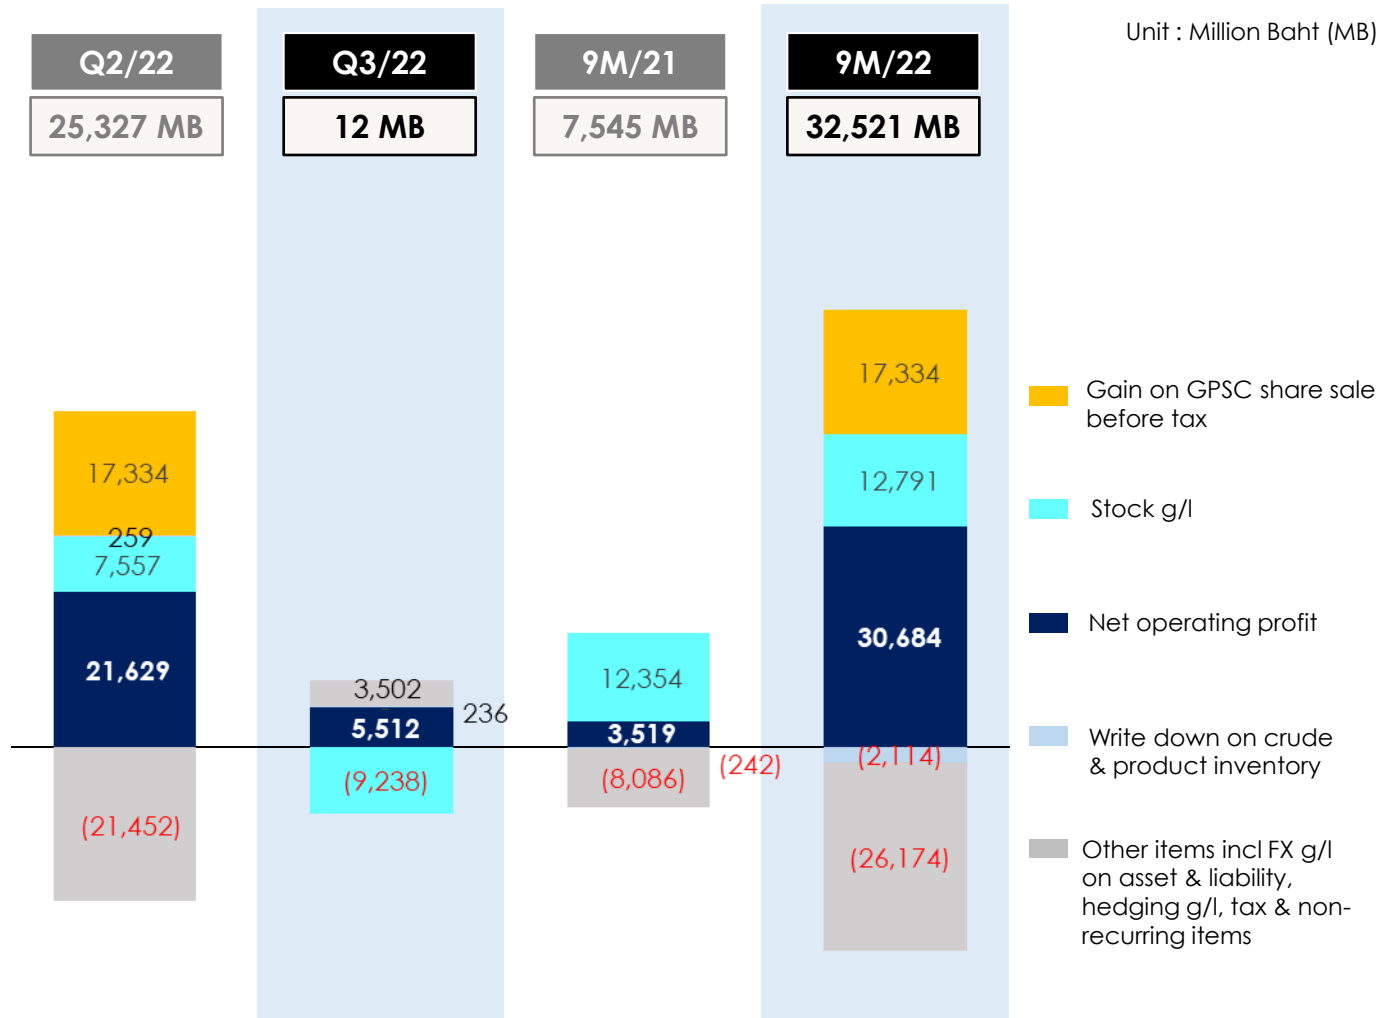 Unit : Million Baht (MB)
Q2/22
Q3/22
9M/21
9M/22
25,327 MB
12 MB
7,545 MB
32,521 MB
17,334
259
7,557
21,629
(21,452)
3,502
236
5,512
(9,238)
12,354
3,519
(242)
(8,086)
17,334
12,791
30,684
(2,114)
(26,174)
Gain on GPSC share sale
before tax
Stock g/l
Net operating profit
Write down on crude
& product inventory
Other items incl FX g/l
on asset & liability,
hedging g/l, tax & non-
recurring items